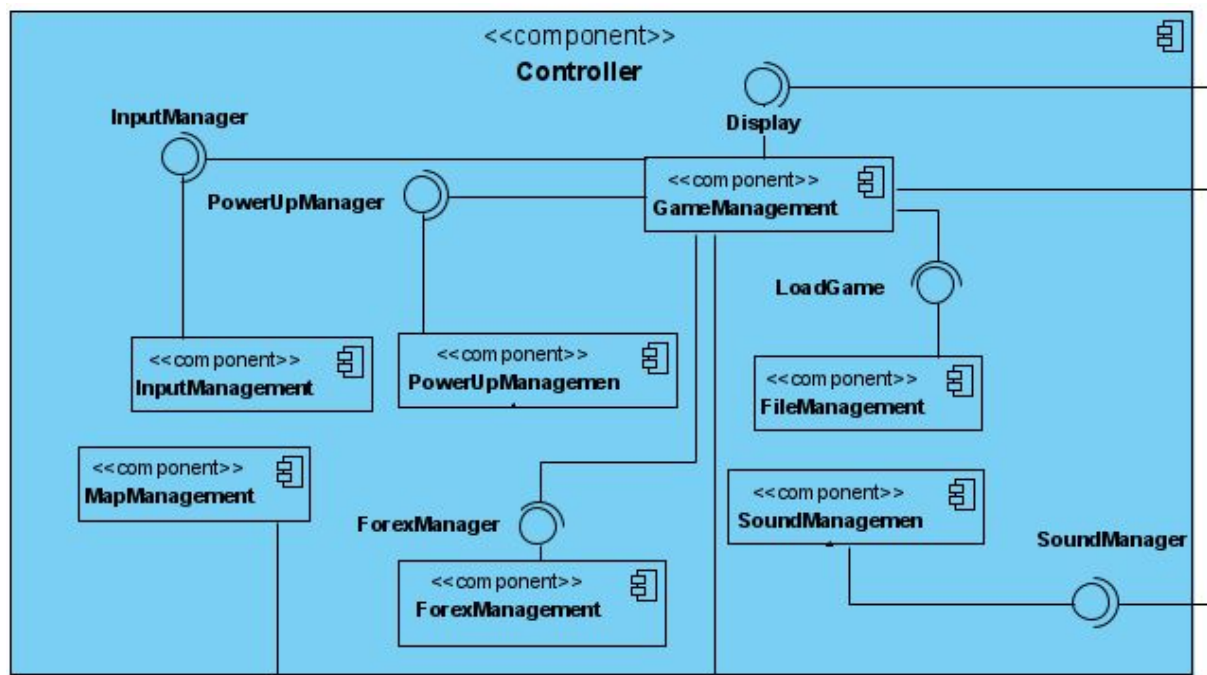 <<component>>
Controller
InputManager
Display
PowerUpManager
<<component>>
GameManagement
LoadGame
<<component>>
InputManagement
<<component>>
PowerUpManagemen
<<component>>
FileManagement
<<component>>
MapManagement
<<component>>
SoundManagemen
ForexManager
SoundManager
<<component>>
ForexManagement